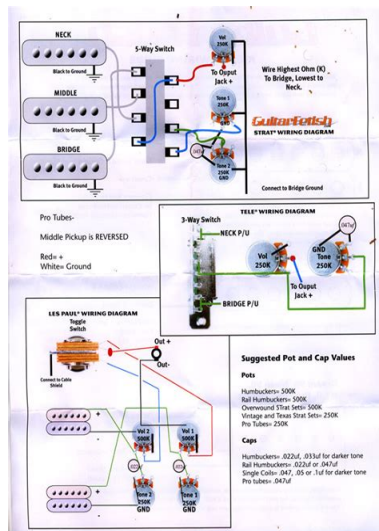 NECK
Black to Ground
MIDDLE
Black to Ground
BRIDGE
Black to Ground
5-Way Switch
Vol
250K
To Ouput
Jack +
Tone 1
250K
.047uf
Tone 2
250K
GND
Wire Highest Ohm (K)
To Bridge, Lowest to
Neck.
GuitarFetish
STRAT® WIRING DIAGRAM
Connect to Bridge Ground
Pro Tubes-
Middle Pickup is REVERSED
Red= +
White= Ground
TELE® WIRING DIAGRAM
3-Way Switch
NECK P/U
BRIDGE P/U
Vol
250K
To Ouput
Jack +
GND
Tone
250K
.047uf
LES PAUL® WIRING DIAGRAM
Toggle
Switch
Out +
Out-
Connect to Cable
Shield
+
-
+
-
Vol 2
500K
Vol 1
500K
.022
.022
Tone 2
500K
GND
Tone 1
500K
GND
Suggested Pot and Cap Values
Pots
Humbuckers= 500K
Rail Humbuckers= 500K
Overwound STrat Sets= 500K
Vintage and Texas Strat Sets= 250K
Pro Tubes= 250K
Caps
Humbuckers= .022uf, .033uf for darker tone
Rail Humbuckers= .022uf or .047uf
Single Coils= .047, .05 or .1uf for darker tone
Pro tubes= .047uf